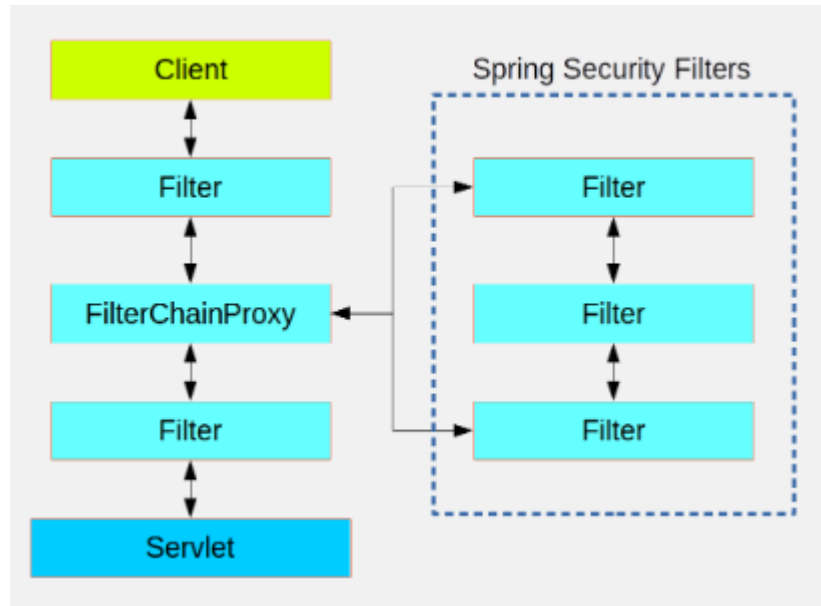 Client
Filter
FilterChainProxy
Filter
Servlet
Spring Security Filters
Filter
Filter
Filter